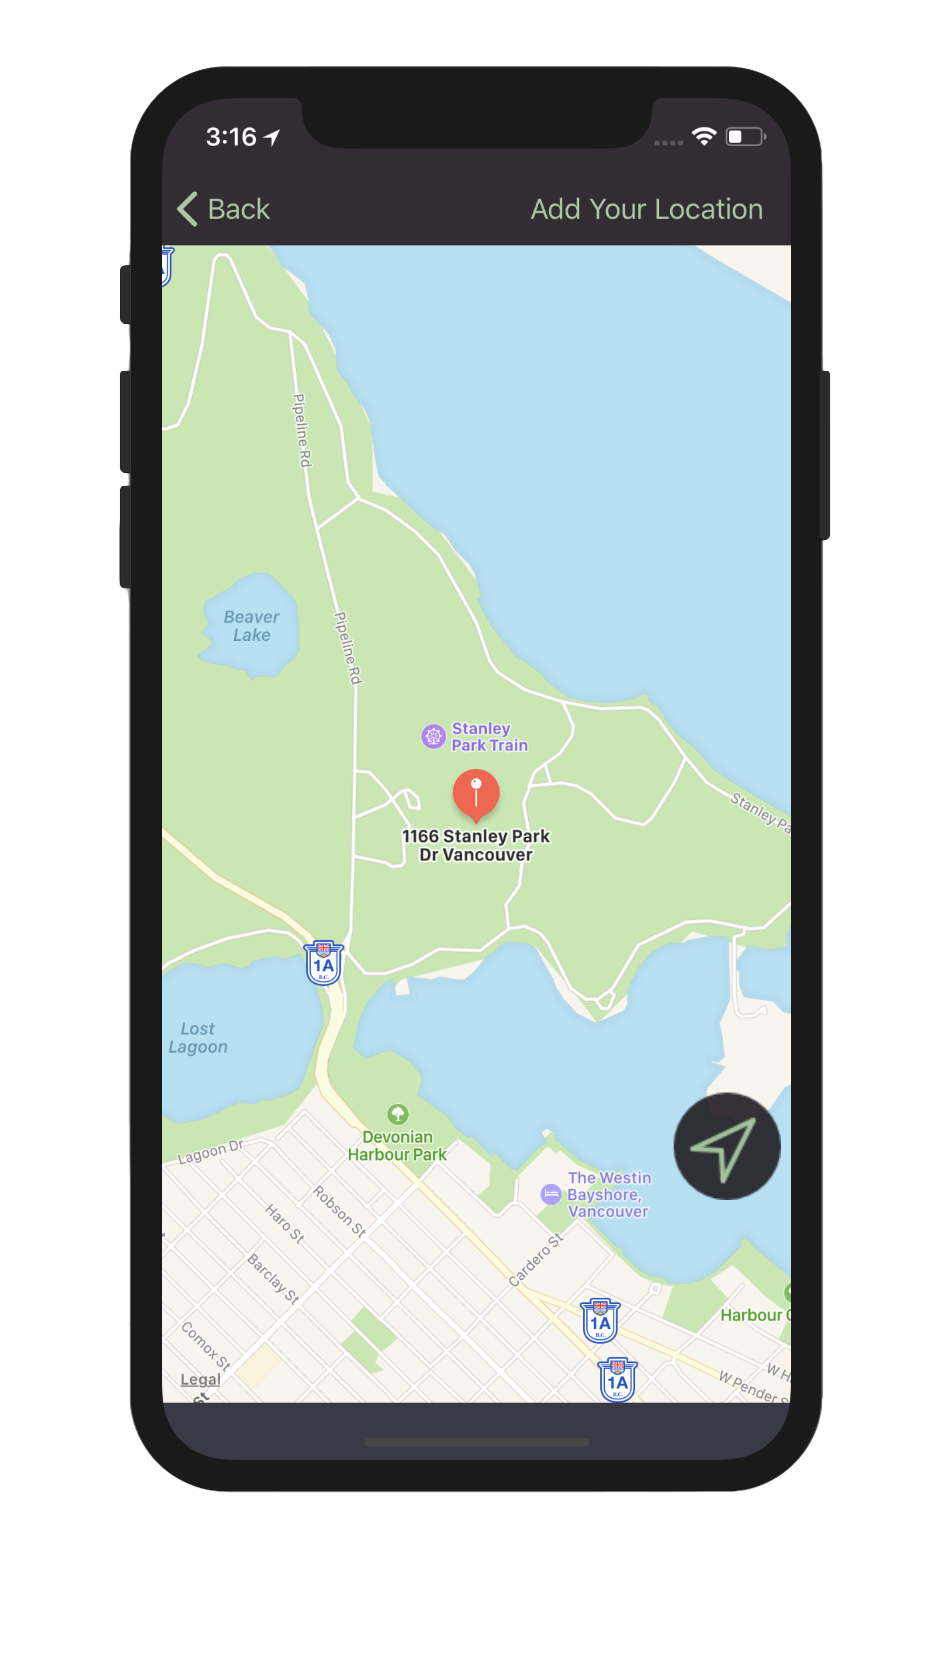 3:16
Back
Add Your Location
Pipeline Rd
Beaver
Lake
Pipeline Rd
Stanley
Park Train
Stanley Pa
1166 Stanley Park
Dr Vancouver
1A
B.C.
Lost
Lagoon
Devonian
Harbour Park
Lagoon Dr
The Westin
Bayshore,
Vancouver
Robson St
Haro St
Cardero St
Barclay St
1A
B.C.
Harbour
Comox St
1A
B.C.
W Pender S
W H
Legal
St